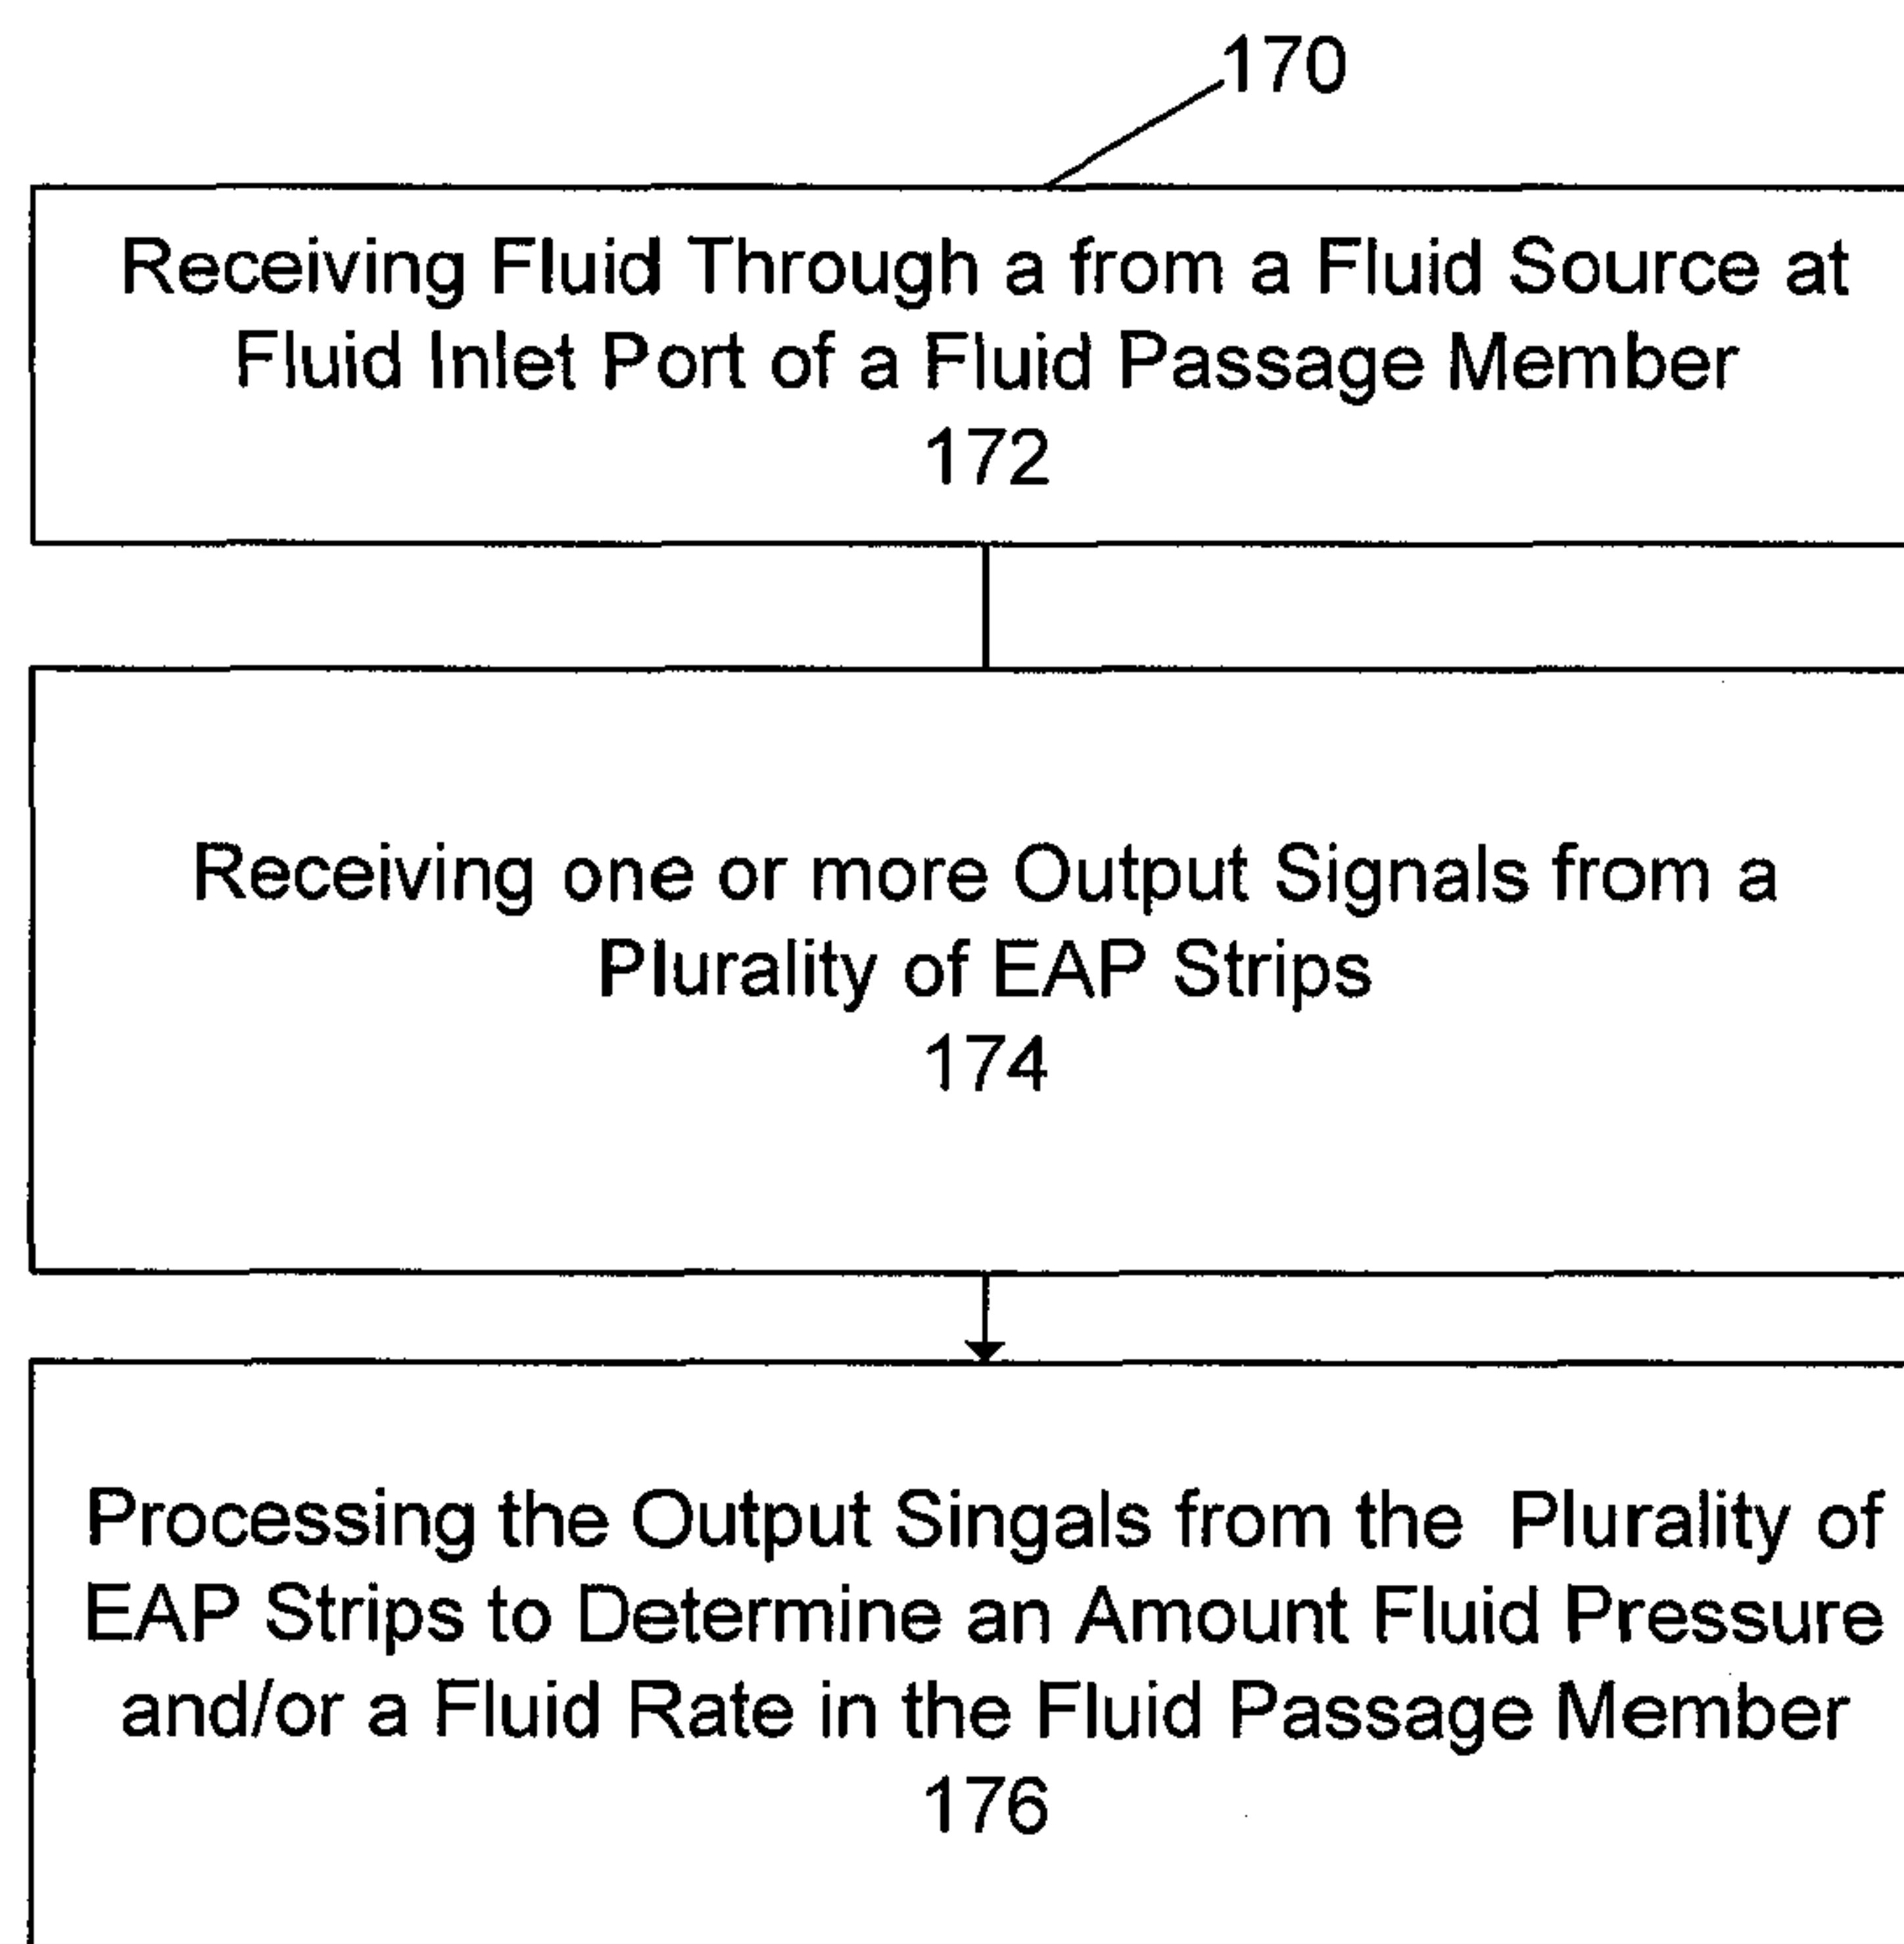 170
Receiving Fluid Through a from a Fluid Source at
Fluid Inlet Port of a Fluid Passage Member
172
Receiving one or more Output Signals from a
Plurality of EAP Strips
174
Processing the Output Singals from the Plurality of
EAP Strips to Determine an Amount Fluid Pressure
and/or a Fluid Rate in the Fluid Passage Member
176